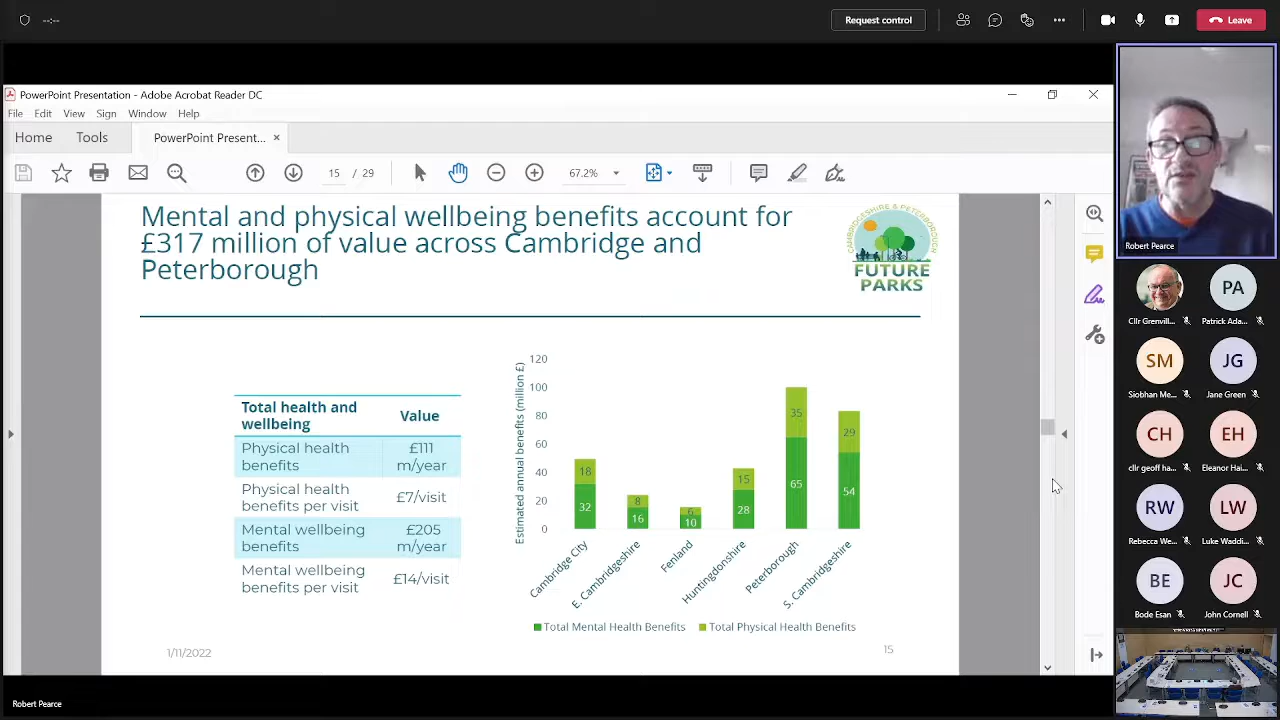 --:--
Request control
Leave
PowerPoint Presentation - Adobe Acrobat Reader DC
File Edit View Sign Window Help
Home Tools PowerPoint Present... ×
15 / 29 67.2%
Mental and physical wellbeing benefits account for
£317 million of value across Cambridge and
Peterborough
CAMBRIDGESHIRE & PETERBOROUGH
FUTURE
PARKS
Total health and
wellbeing
Value
Physical health
benefits
£111
m/year
Physical health
benefits per visit
£7/visit
Mental wellbeing
benefits
£205
m/year
Mental wellbeing
benefits per visit
£14/visit
Estimated annual benefits (million £)
120
100
80
60
40
20
0
18
32
8
16
6
10
15
28
35
65
29
54
Cambridge City
E. Cambridgeshire
Fenland
Huntingdonshire
Peterborough
S. Cambridgeshire
Total Mental Health Benefits Total Physical Health Benefits
1/11/2022
15
Robert Pearce
Robert Pearce
Cllr Grenvill...
PA
Patrick Ada...
SM
Siobhan Me...
JG
Jane Green
CH
cllr geoff ha...
EH
Eleanor Hai...
RW
Rebecca We...
LW
Luke Waddi...
BE
Bode Esan
JC
John Cornell